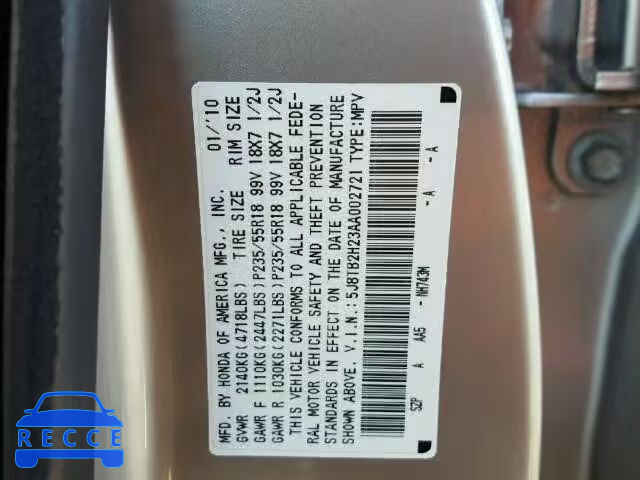 MFD. BY HONDA OF AMERICA MFG., INC. 01/'10
GVWR 2140KG(4718LBS) TIRE SIZE RIM SIZE
GAWR F 1110KG(2447LBS)P235/55R18 99V 18X7 1/2J
GAWR R 1030KG(2271LBS)P235/55R18 99V 18X7 1/2J
THIS VEHICLE CONFORMS TO ALL APPLICABLE FEDE-
RAL MOTOR VEHICLE SAFETY AND THEFT PREVENTION
STANDARDS IN EFFECT ON THE DATE OF MANUFACTURE
SHOWN ABOVE. V.I.N.:5J8TB2H23AA002721 TYPE:MPV
SZP A AA5 - NH743M - A - A
BidCars.com